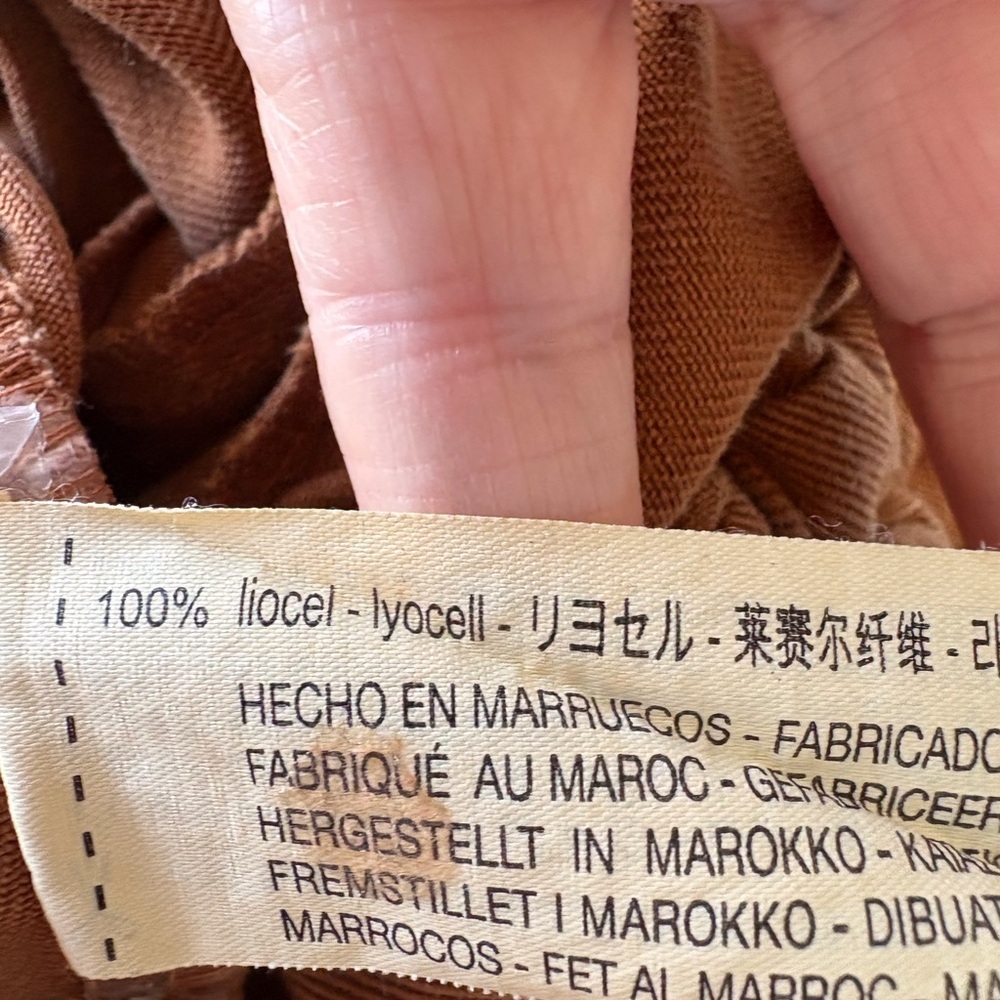 100% liocel - lyocell - リヨセル - 莱赛尔纤维 -
HECHO EN MARRUECOS - FABRICADO
FABRIQUÉ AU MAROC - GEFABRICEER
HERGESTELLT IN MAROKKO -
FREMSTILLET I MAROKKO - DIBUAT
MARROCOS - FET AL MARROC